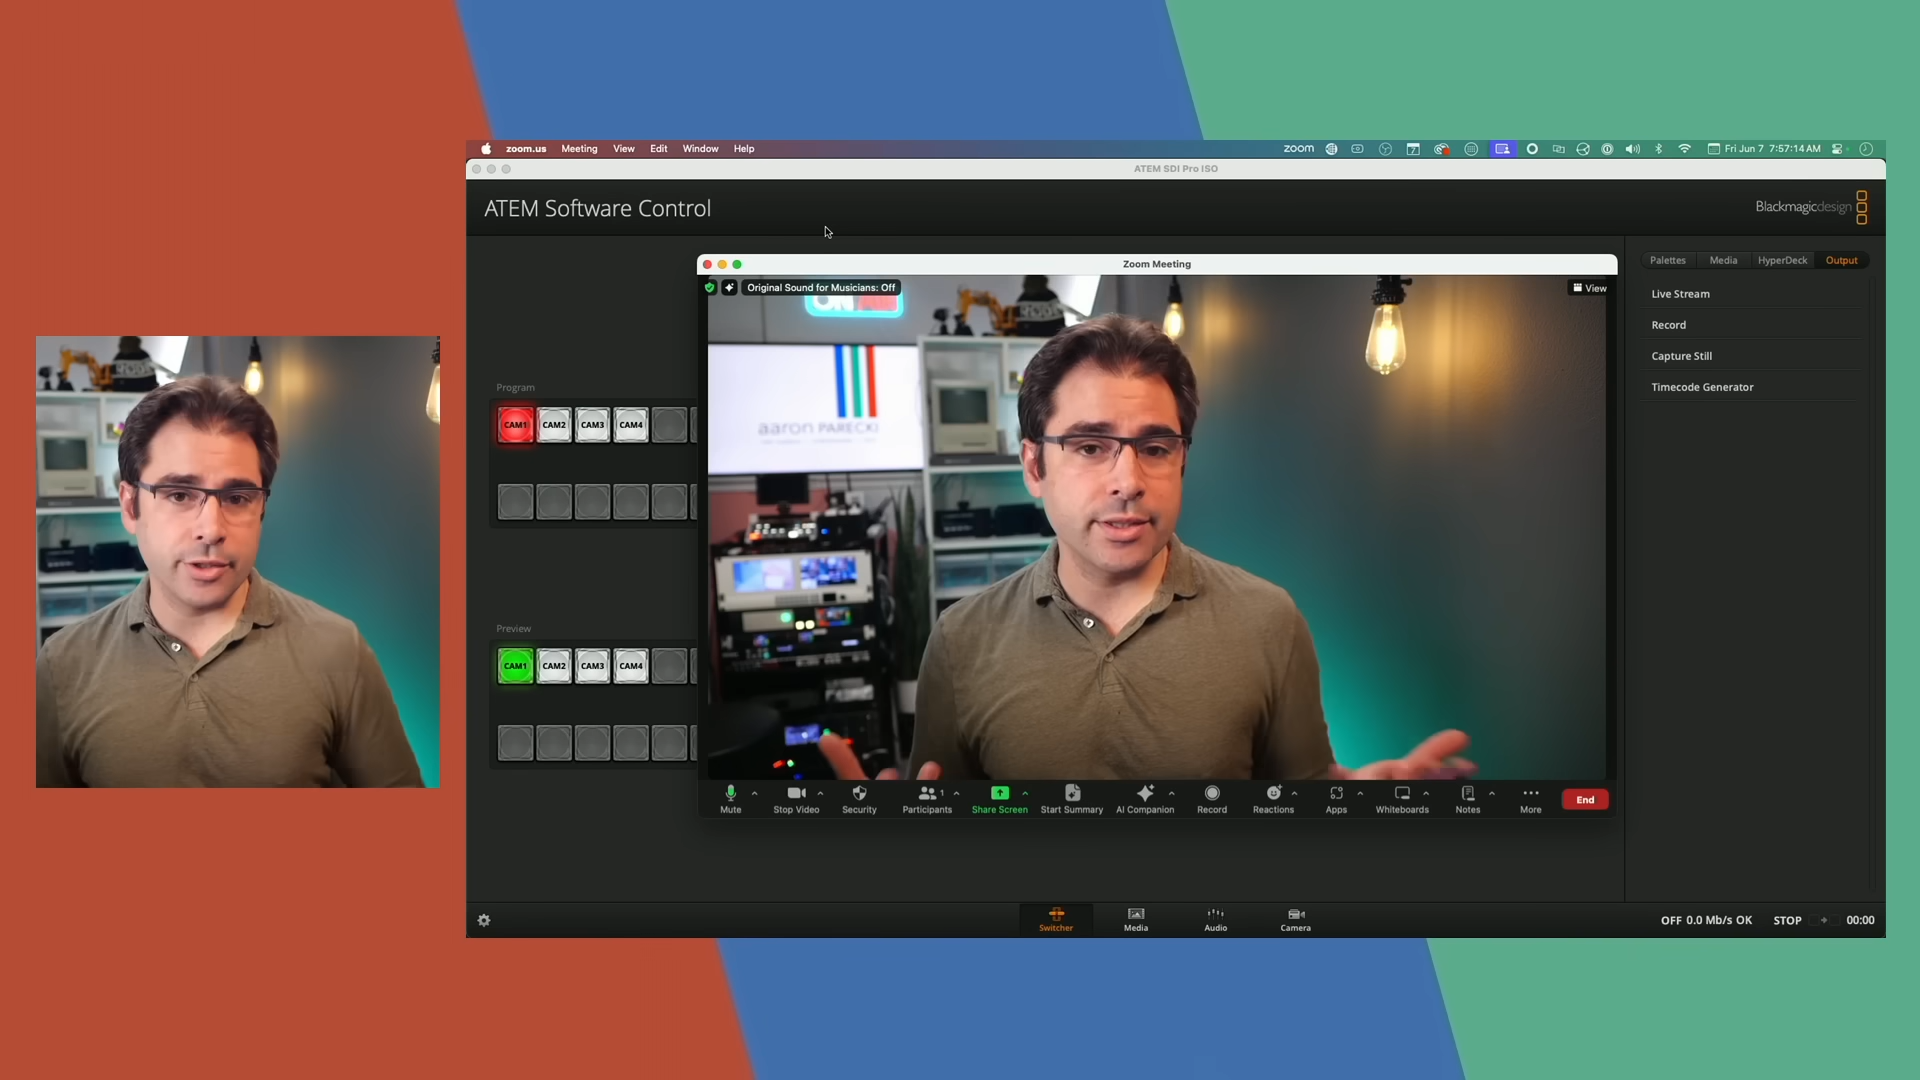 zoom.us Meeting View Edit Window Help
zoom
Fri Jun 7 7:57:14 AM
ATEM SDI Pro ISO
ATEM Software Control
Blackmagicdesign
Zoom Meeting
Palettes Media HyperDeck Output
Original Sound for Musicians: Off
View
Live Stream
Record
Capture Still
Timecode Generator
Program
CAM1 CAM2 CAM3 CAM4
aaron PARECKI
Preview
CAM1 CAM2 CAM3 CAM4
1
Mute Stop Video Security Participants Share Screen Start Summary AI Companion Record Reactions Apps Whiteboards Notes More End
Switcher Media Audio Camera
OFF 0.0 Mb/s OK STOP 00:00